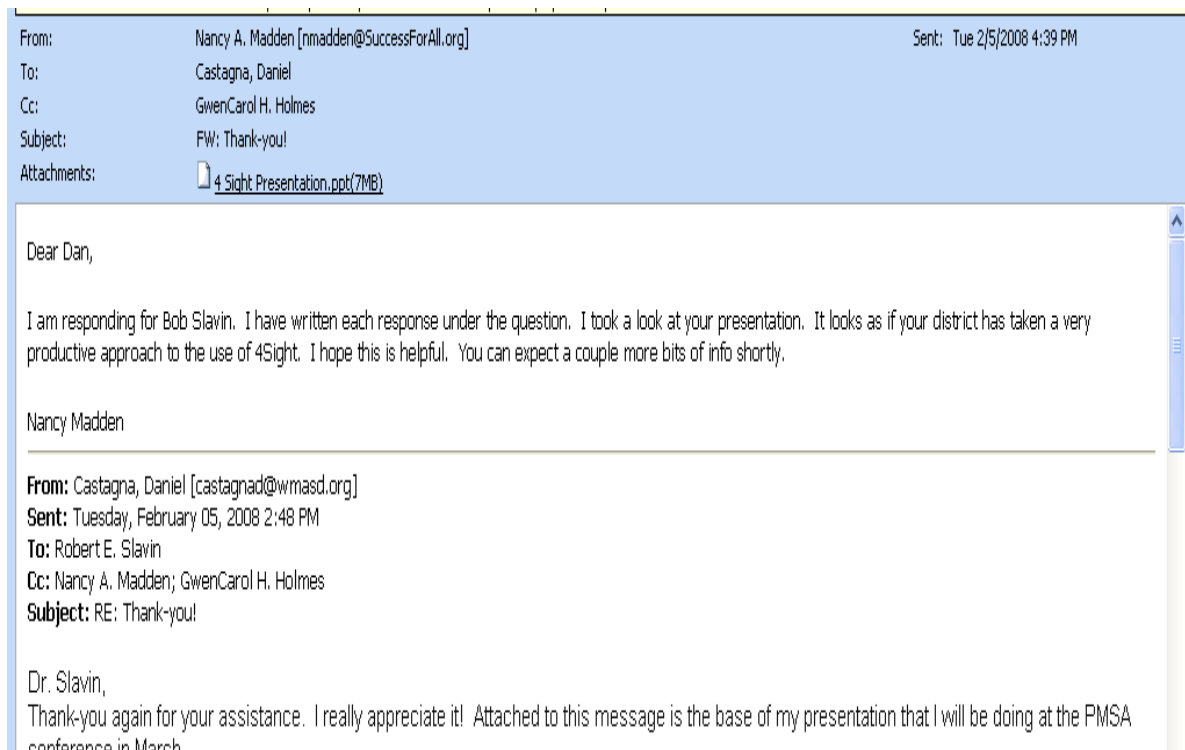 From: Nancy A. Madden [nmadden@SuccessForAll.org] Sent: Tue 2/5/2008 4:39 PM
To: Castagna, Daniel
Cc: GwenCarol H. Holmes
Subject: FW: Thank-you!
Attachments: 4 Sight Presentation.ppt(7MB)
Dear Dan,
I am responding for Bob Slavin. I have written each response under the question. I took a look at your presentation. It looks as if your district has taken a very
productive approach to the use of 4Sight. I hope this is helpful. You can expect a couple more bits of info shortly.
Nancy Madden
From: Castagna, Daniel [castagnad@wmasd.org]
Sent: Tuesday, February 05, 2008 2:48 PM
To: Robert E. Slavin
Cc: Nancy A. Madden; GwenCarol H. Holmes
Subject: RE: Thank-you!
Dr. Slavin,
Thank-you again for your assistance. I really appreciate it! Attached to this message is the base of my presentation that I will be doing at the PMSA
conference in March